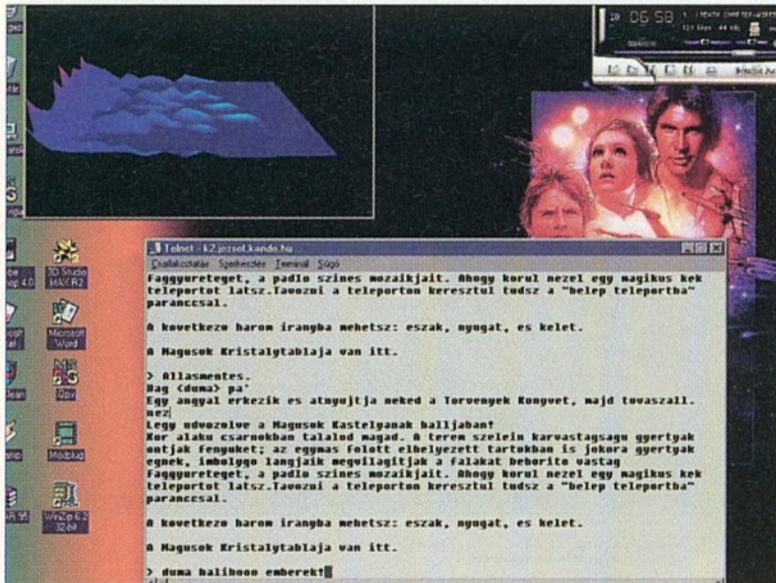 06:58
3D Studio
MAX R2
Microsoft
Word
Qpv
Modplug
WinZip 6.2
32-bit
Telnet - k2.jozsef.kando.hu
Csatlakoztatás Szerkesztés Terminál Súgó
Faggyureteget, a padlo szines mozaikjait. Ahogy korul nezel egy magikus kek
teleportot latsz.Tavozni a teleporton keresztul tudsz a "belep teleportba"
paranccsal.
A kovetkezo harom iranyba mehetsz: eszak, nyugat, es kelet.
A Magusok Kristalytablaja van itt.
> Allasmentes.
Bag <duma> pa'
Egy angyal erkezik es atnyujtja neked a Torvenyek Konyvet, majd tovaszall.
nez
Legy udvozolve a Magusok Kastelyanak halljaban!
Kor alaku csarnokban talalod magad. A terem szelein karvastagsagu gyertyak
ontjak fenyuket; az egymas folott elhelyezett tartokban is jokora gyertyak
egnek, imbolygo langjaik megvilagitjak a falakat beborito vastag
faggyureteget, a padlo szines mozaikjait. Ahogy korul nezel egy magikus kek
teleportot latsz.Tavozni a teleporton keresztul tudsz a "belep teleportba"
paranccsal.
A kovetkezo harom iranyba mehetsz: eszak, nyugat, es kelet.
A Magusok Kristalytablaja van itt.
> duma halihooo emberek!